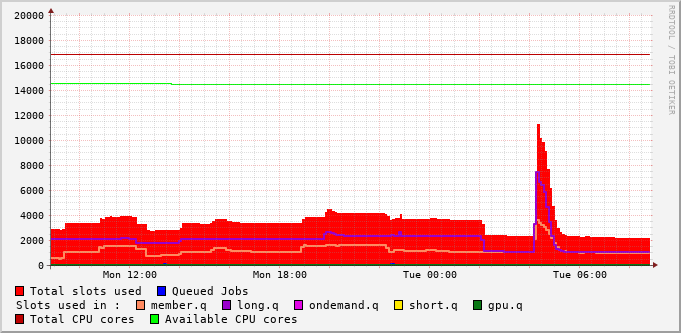 20000
18000
16000
14000
12000
10000
8000
6000
4000
2000
0
Mon 12:00 Mon 18:00 Tue 00:00 Tue 06:00
Total slots used Queued Jobs
Slots used in : member.q long.q ondemand.q short.q gpu.q
Total CPU cores Available CPU cores
RRDTOOL / TOBI OETIKER